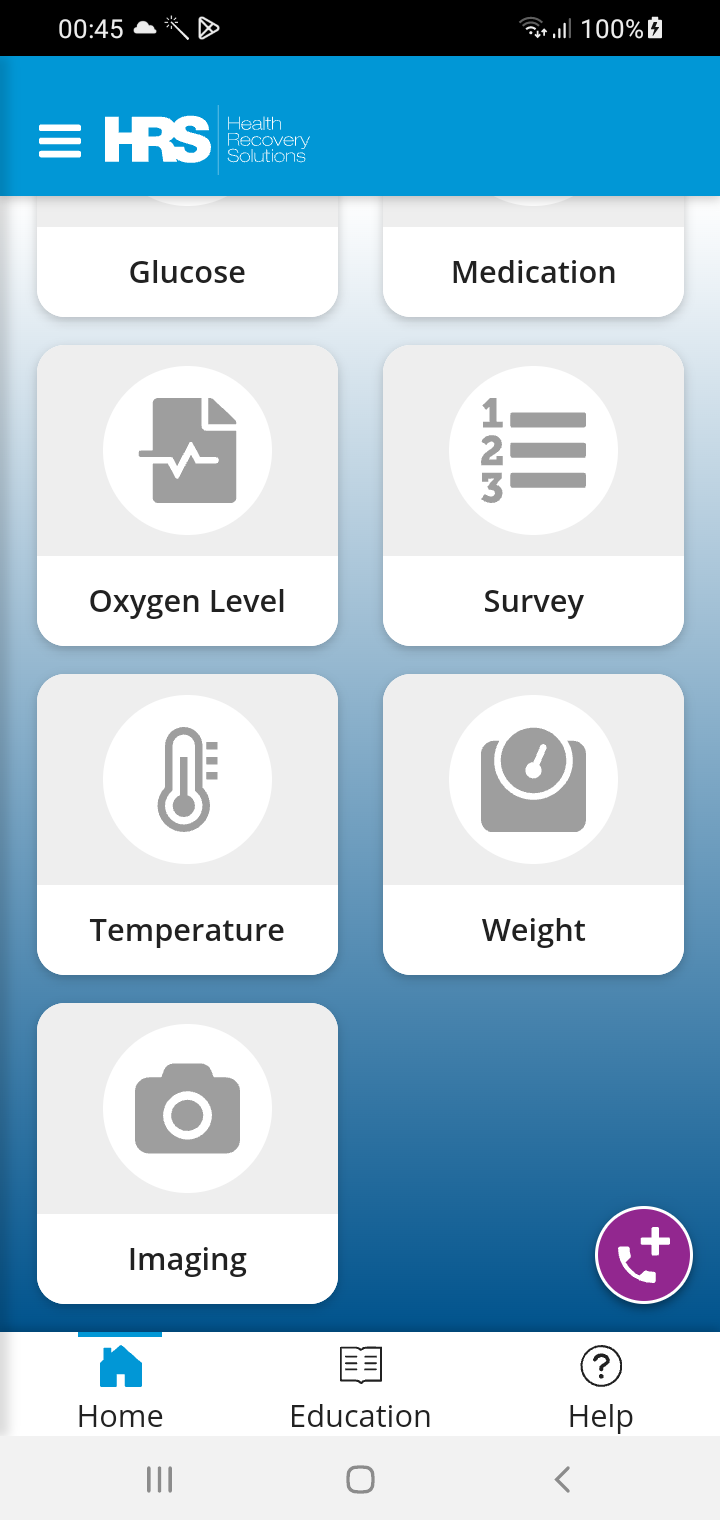 00:45
100%
HRS
Health
Recovery
Solutions
Glucose
Medication
1
2
3
Oxygen Level
Survey
Temperature
Weight
Imaging
Home
Education
?
Help